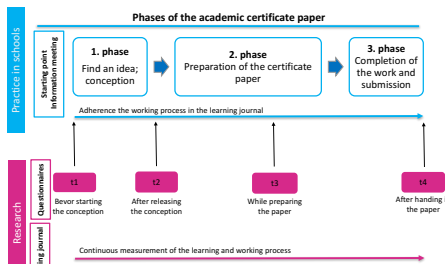 Phases of the academic certificate paper
Practice in schools
Starting point
Information meeting
1. phase
Find an idea;
conception
2. phase
Preparation of the certificate
paper
3. phase
Completion of
the work and
submission
Adherence the working process in the learning journal
Research
Questionnaires
t1
t2
t3
t4
Bevor starting
the conception
After releasing
the conception
While preparing
the paper
After handing i
the paper
ing journal
Continuous measurement of the learning and working process